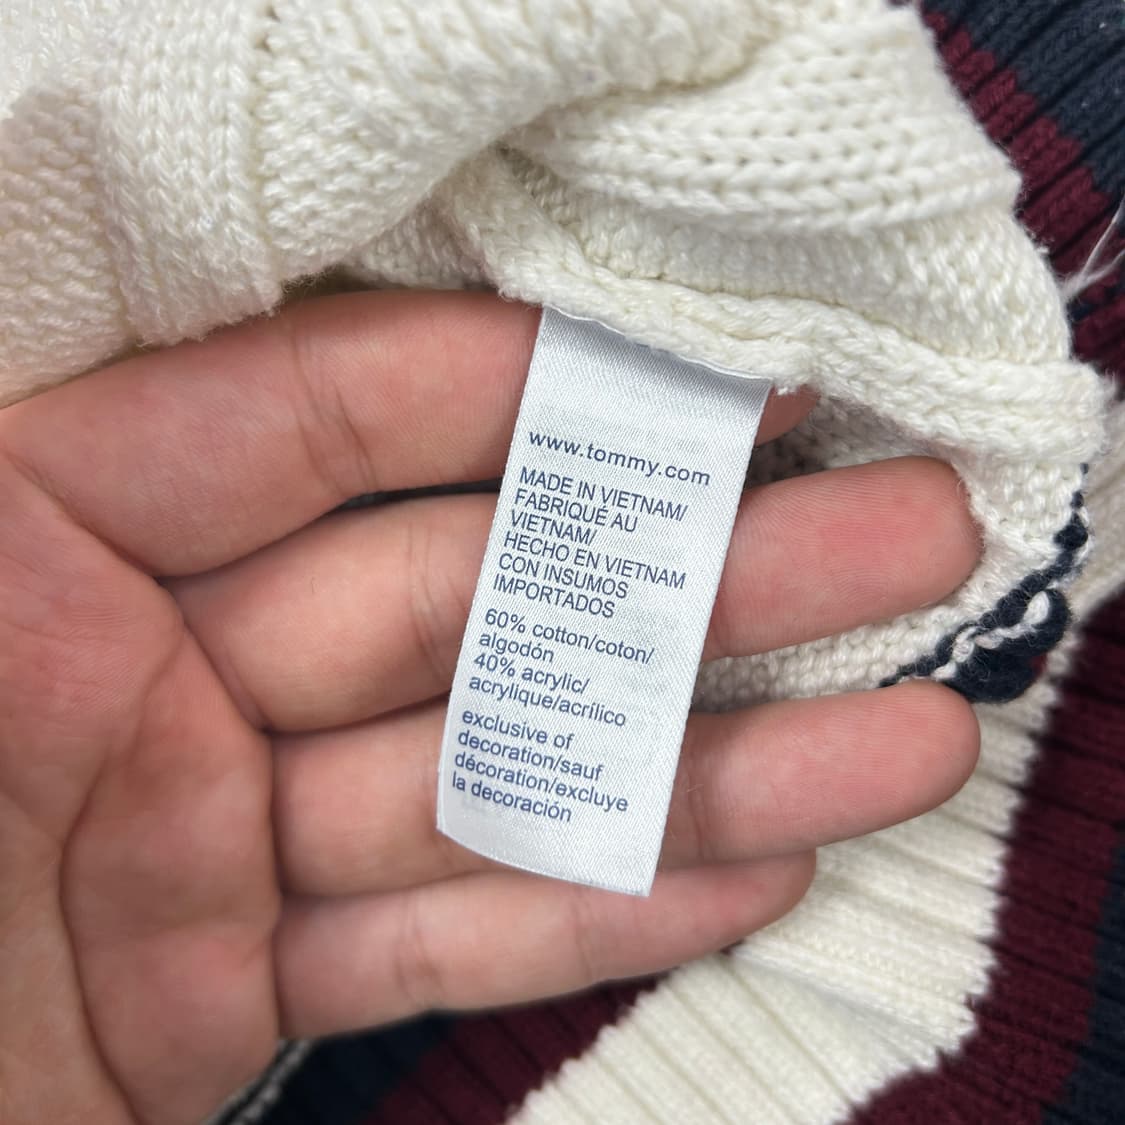 www.tommy.com
MADE IN VIETNAM/
FABRIQUÉ AU
VIETNAM/
HECHO EN VIETNAM
CON INSUMOS
IMPORTADOS
60% cotton/coton/
algodón
40% acrylic/
acrylique/acrílico
exclusive of
decoration/sauf
décoration/excluye
la decoración